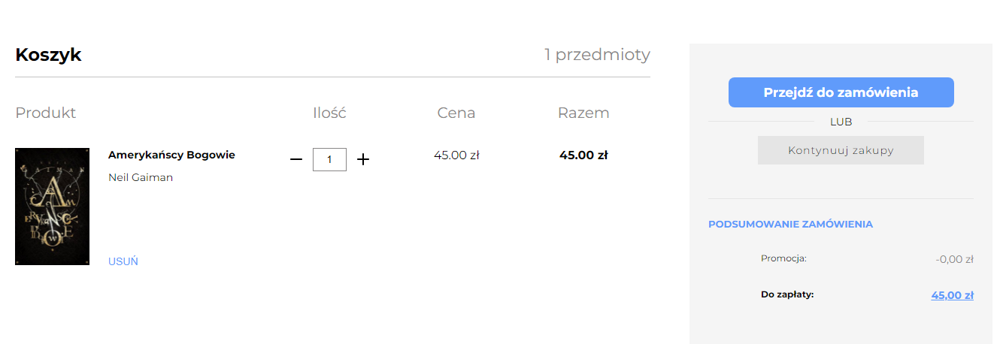 Koszyk
1 przedmioty
Produkt
Ilość
Cena
Razem
Amerykańscy Bogowie
Neil Gaiman
1
45.00 zł
45.00 zł
USUŃ
Przejdź do zamówienia
LUB
Kontynuuj zakupy
PODSUMOWANIE ZAMÓWIENIA
Promocja:
-0,00 zł
Do zapłaty:
45,00 zł